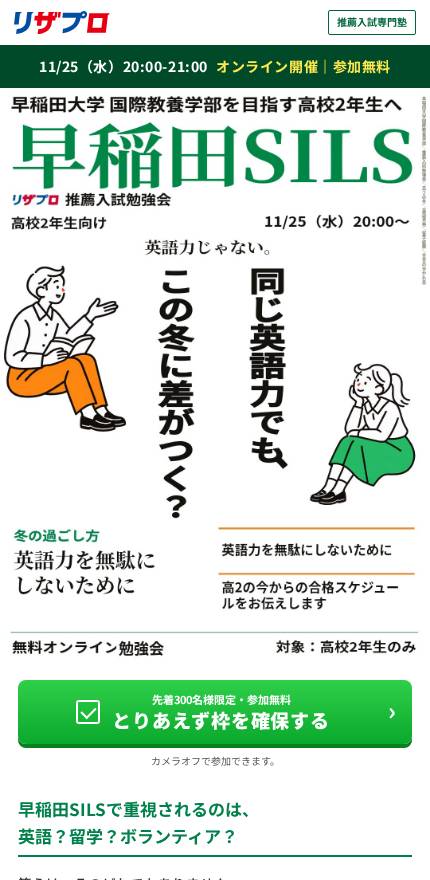 リザプロ
推薦入試専門塾
11/25（水）20:00-21:00 オンライン開催｜参加無料
早稲田大学 国際教養学部を目指す高校2年生へ
早稲田SILS
リザプロ 推薦入試勉強会
高校2年生向け
11/25（水）20:00〜
英語力じゃない。
同じ英語力でも、
この冬に差がつく？
冬の過ごし方
英語力を無駄に
しないために
英語力を無駄にしないために
高2の今からの合格スケジュー
ルをお伝えします
無料オンライン勉強会
対象：高校2年生のみ
先着300名様限定・参加無料
とりあえず枠を確保する
カメラオフで参加できます。
早稲田SILSで重視されるのは、
英語？留学？ボランティア？